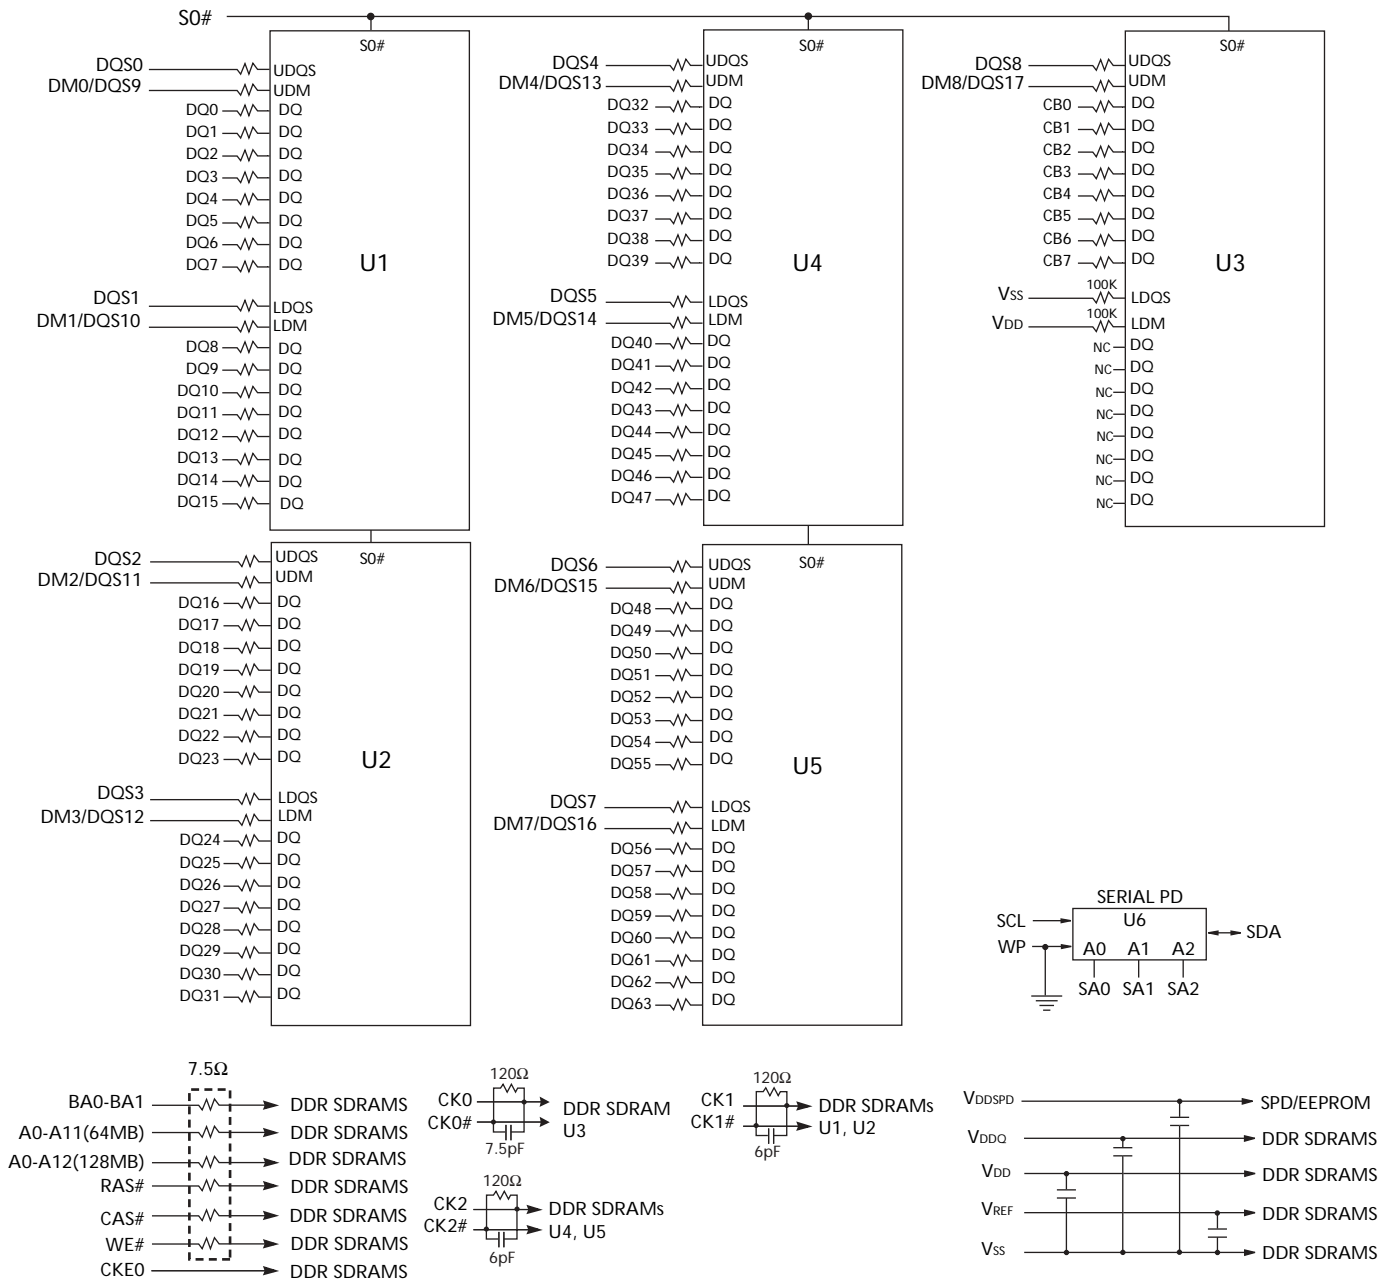 S0#
S0#
DQS0 UDQS
DM0/DQS9 UDM
DQ0 DQ
DQ1 DQ
DQ2 DQ
DQ3 DQ
DQ4 DQ
DQ5 DQ
DQ6 DQ
DQ7 DQ
U1
DQS1 LDQS
DM1/DQS10 LDM
DQ8 DQ
DQ9 DQ
DQ10 DQ
DQ11 DQ
DQ12 DQ
DQ13 DQ
DQ14 DQ
DQ15 DQ
S0#
DQS2 UDQS
DM2/DQS11 UDM
DQ16 DQ
DQ17 DQ
DQ18 DQ
DQ19 DQ
DQ20 DQ
DQ21 DQ
DQ22 DQ
DQ23 DQ
U2
DQS3 LDQS
DM3/DQS12 LDM
DQ24 DQ
DQ25 DQ
DQ26 DQ
DQ27 DQ
DQ28 DQ
DQ29 DQ
DQ30 DQ
DQ31 DQ
S0#
DQS4 UDQS
DM4/DQS13 UDM
DQ32 DQ
DQ33 DQ
DQ34 DQ
DQ35 DQ
DQ36 DQ
DQ37 DQ
DQ38 DQ
DQ39 DQ
U4
DQS5 LDQS
DM5/DQS14 LDM
DQ40 DQ
DQ41 DQ
DQ42 DQ
DQ43 DQ
DQ44 DQ
DQ45 DQ
DQ46 DQ
DQ47 DQ
S0#
DQS6 UDQS
DM6/DQS15 UDM
DQ48 DQ
DQ49 DQ
DQ50 DQ
DQ51 DQ
DQ52 DQ
DQ53 DQ
DQ54 DQ
DQ55 DQ
U5
DQS7 LDQS
DM7/DQS16 LDM
DQ56 DQ
DQ57 DQ
DQ58 DQ
DQ59 DQ
DQ60 DQ
DQ61 DQ
DQ62 DQ
DQ63 DQ
S0#
DQS8 UDQS
DM8/DQS17 UDM
CB0 DQ
CB1 DQ
CB2 DQ
CB3 DQ
CB4 DQ
CB5 DQ
CB6 DQ
CB7 DQ
U3
VSS 100K LDQS
VDD 100K LDM
NC DQ
NC DQ
NC DQ
NC DQ
NC DQ
NC DQ
NC DQ
NC DQ
SERIAL PD
SCL U6
WP A0 A1 A2 SDA
SA0 SA1 SA2
7.5Ω
BA0-BA1 DDR SDRAMS
A0-A11(64MB) DDR SDRAMS
A0-A12(128MB) DDR SDRAMS
RAS# DDR SDRAMS
CAS# DDR SDRAMS
WE# DDR SDRAMS
CKE0 DDR SDRAMS
120Ω
CK0 DDR SDRAM
CK0# U3
7.5pF
120Ω
CK2 DDR SDRAMs
CK2# U4, U5
6pF
120Ω
CK1 DDR SDRAMs
CK1# U1, U2
6pF
VDDSPD SPD/EEPROM
VDDQ DDR SDRAMS
VDD DDR SDRAMS
VREF DDR SDRAMS
VSS DDR SDRAMS